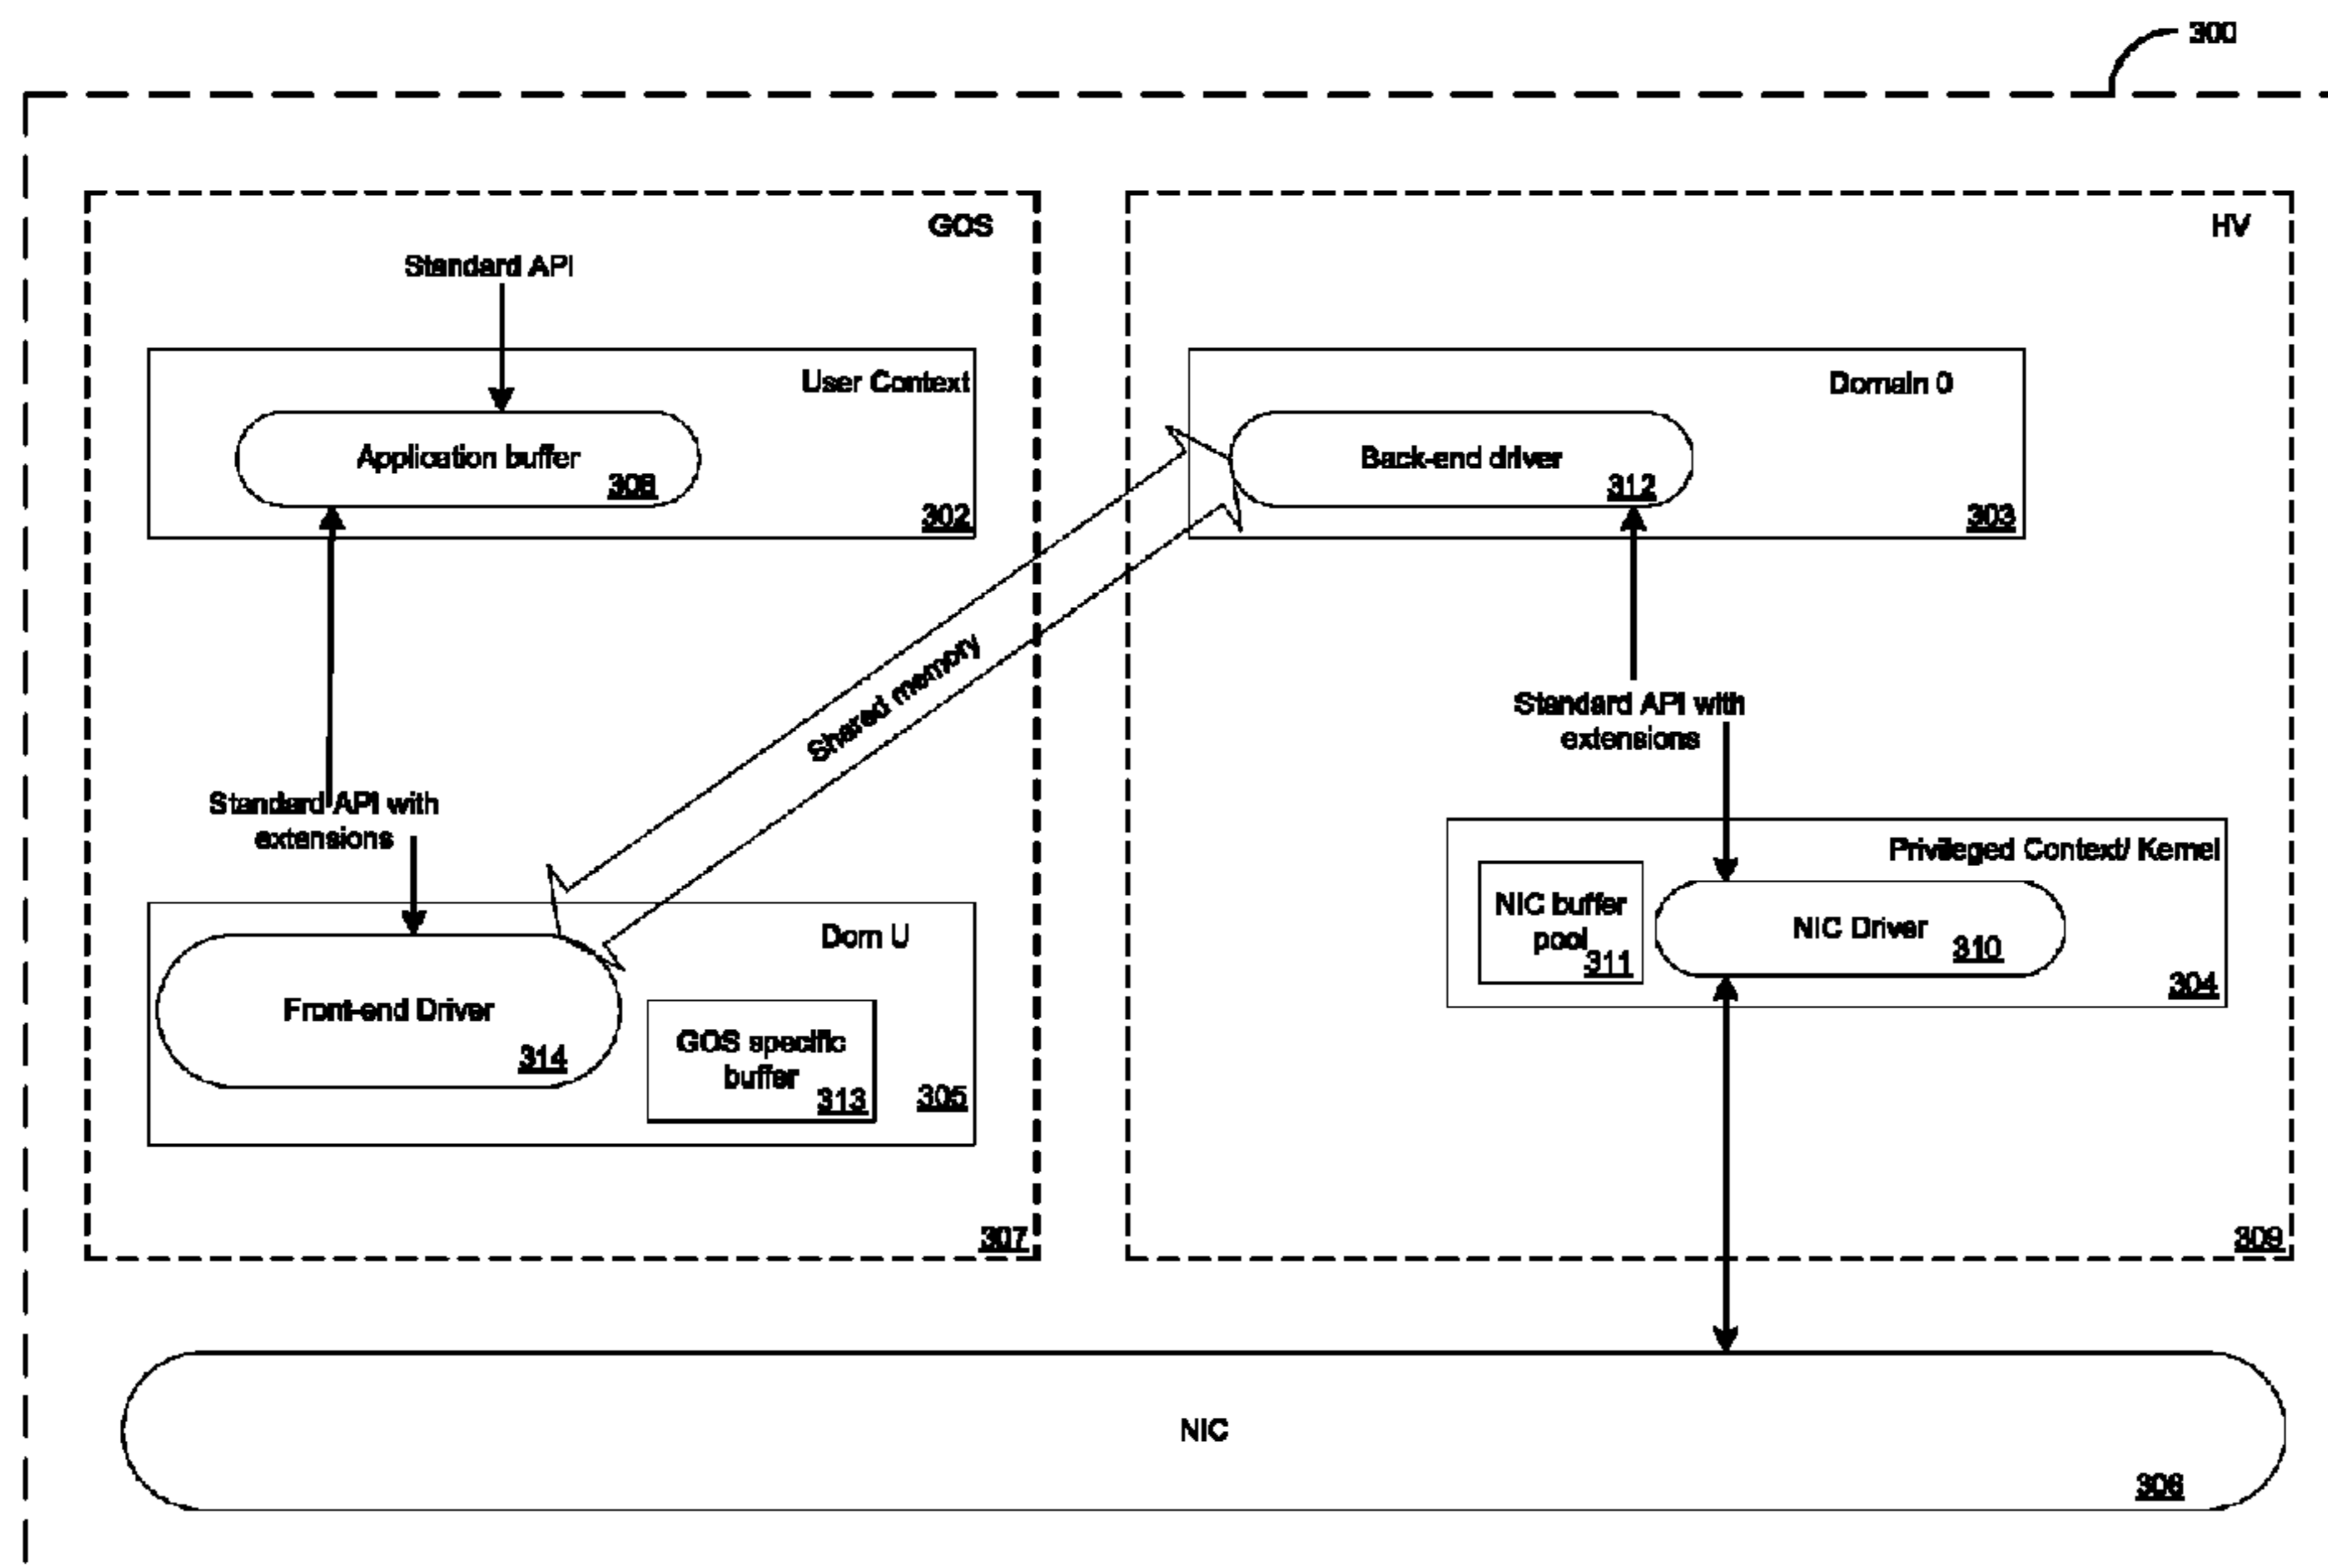 300
GOS
HV
Standard API
User Context
Application buffer
308
302
Domain 0
Back-end driver
312
303
Shared memory
Standard API with
extensions
Standard API with
extensions
Privileged Context/ Kernel
NIC buffer
pool
311
NIC Driver
310
304
Dom U
Front-end Driver
314
GOS specific
buffer
313
305
307
309
NIC
306